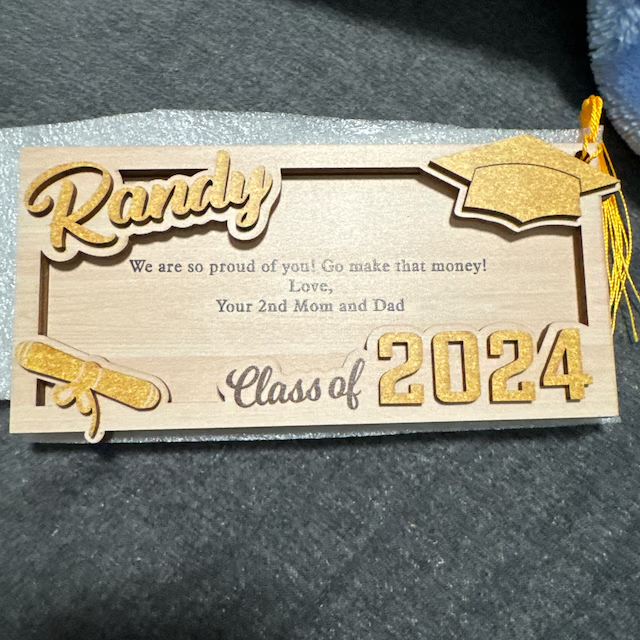 Randy
We are so proud of you! Go make that money!
Love,
Your 2nd Mom and Dad
Class of 2024